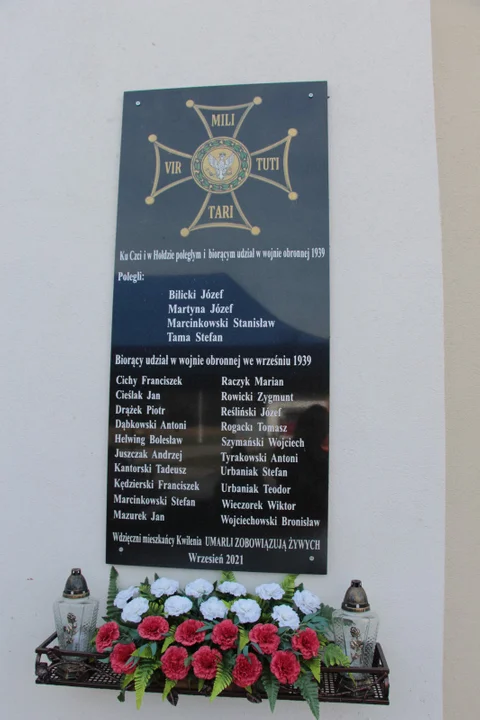 MILI
VIR TUTI
TARI
Ku Czci i w Hołdzie poległym i biorącym udział w wojnie obronnej 1939
Polegli:
Bilicki Józef
Martyna Józef
Marcinkowski Stanisław
Tama Stefan
Biorący udział w wojnie obronnej we wrześniu 1939
Cichy Franciszek
Cieślak Jan
Drążek Piotr
Dąbkowski Antoni
Helwing Bolesław
Juszczak Andrzej
Kantorski Tadeusz
Kędzierski Franciszek
Marcinkowski Stefan
Mazurek Jan
Raczyk Marian
Rowicki Zygmunt
Reśliński Józef
Rogacki Tomasz
Szymański Wojciech
Tyrakowski Antoni
Urbaniak Stefan
Urbaniak Teodor
Wieczorek Wiktor
Wojciechowski Bronisław
Wdzięczni mieszkańcy Kwilenia UMARLI ZOBOWIĄZUJĄ ŻYWYCH
Wrzesień 2021